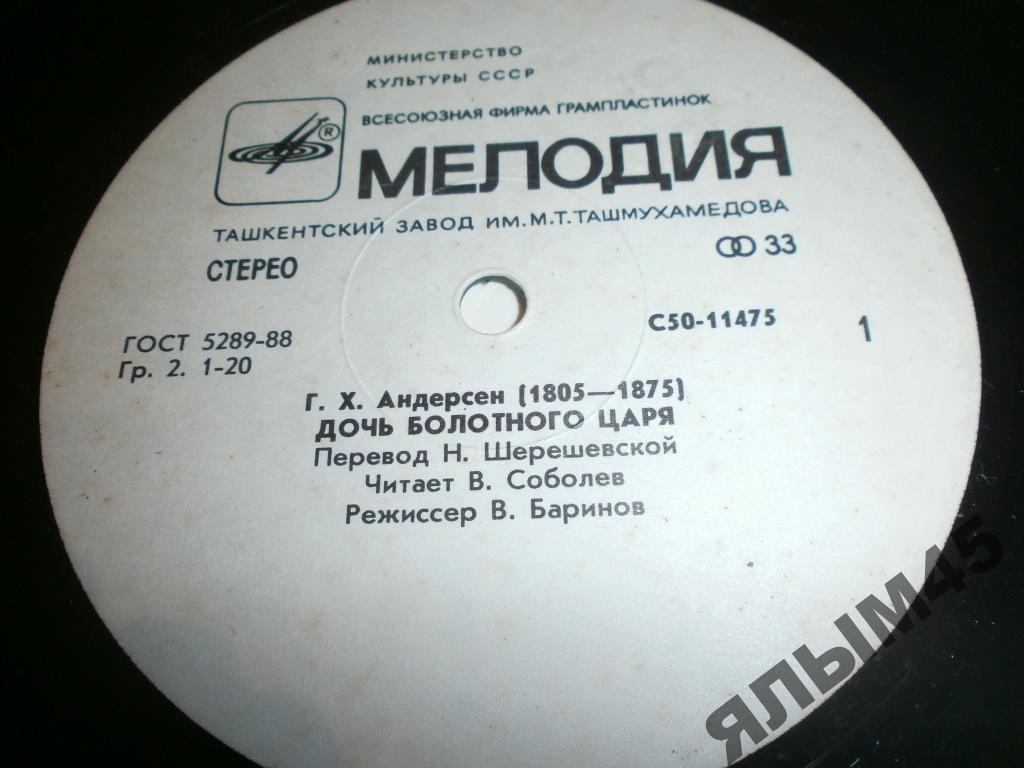 МИНИСТЕРСТВО
КУЛЬТУРЫ СССР
ВСЕСОЮЗНАЯ ФИРМА ГРАМПЛАСТИНОК
®
МЕЛОДИЯ
ТАШКЕНТСКИЙ ЗАВОД ИМ. М. Т. ТАШМУХАМЕДОВА
СТЕРЕО
33
ГОСТ 5289-88
Гр. 2. 1-20
С50-11475
1
Г. Х. Андерсен (1805—1875)
ДОЧЬ БОЛОТНОГО ЦАРЯ
Перевод Н. Шерешевской
Читает В. Соболев
Режиссер В. Баринов
ЯЛЫМ45